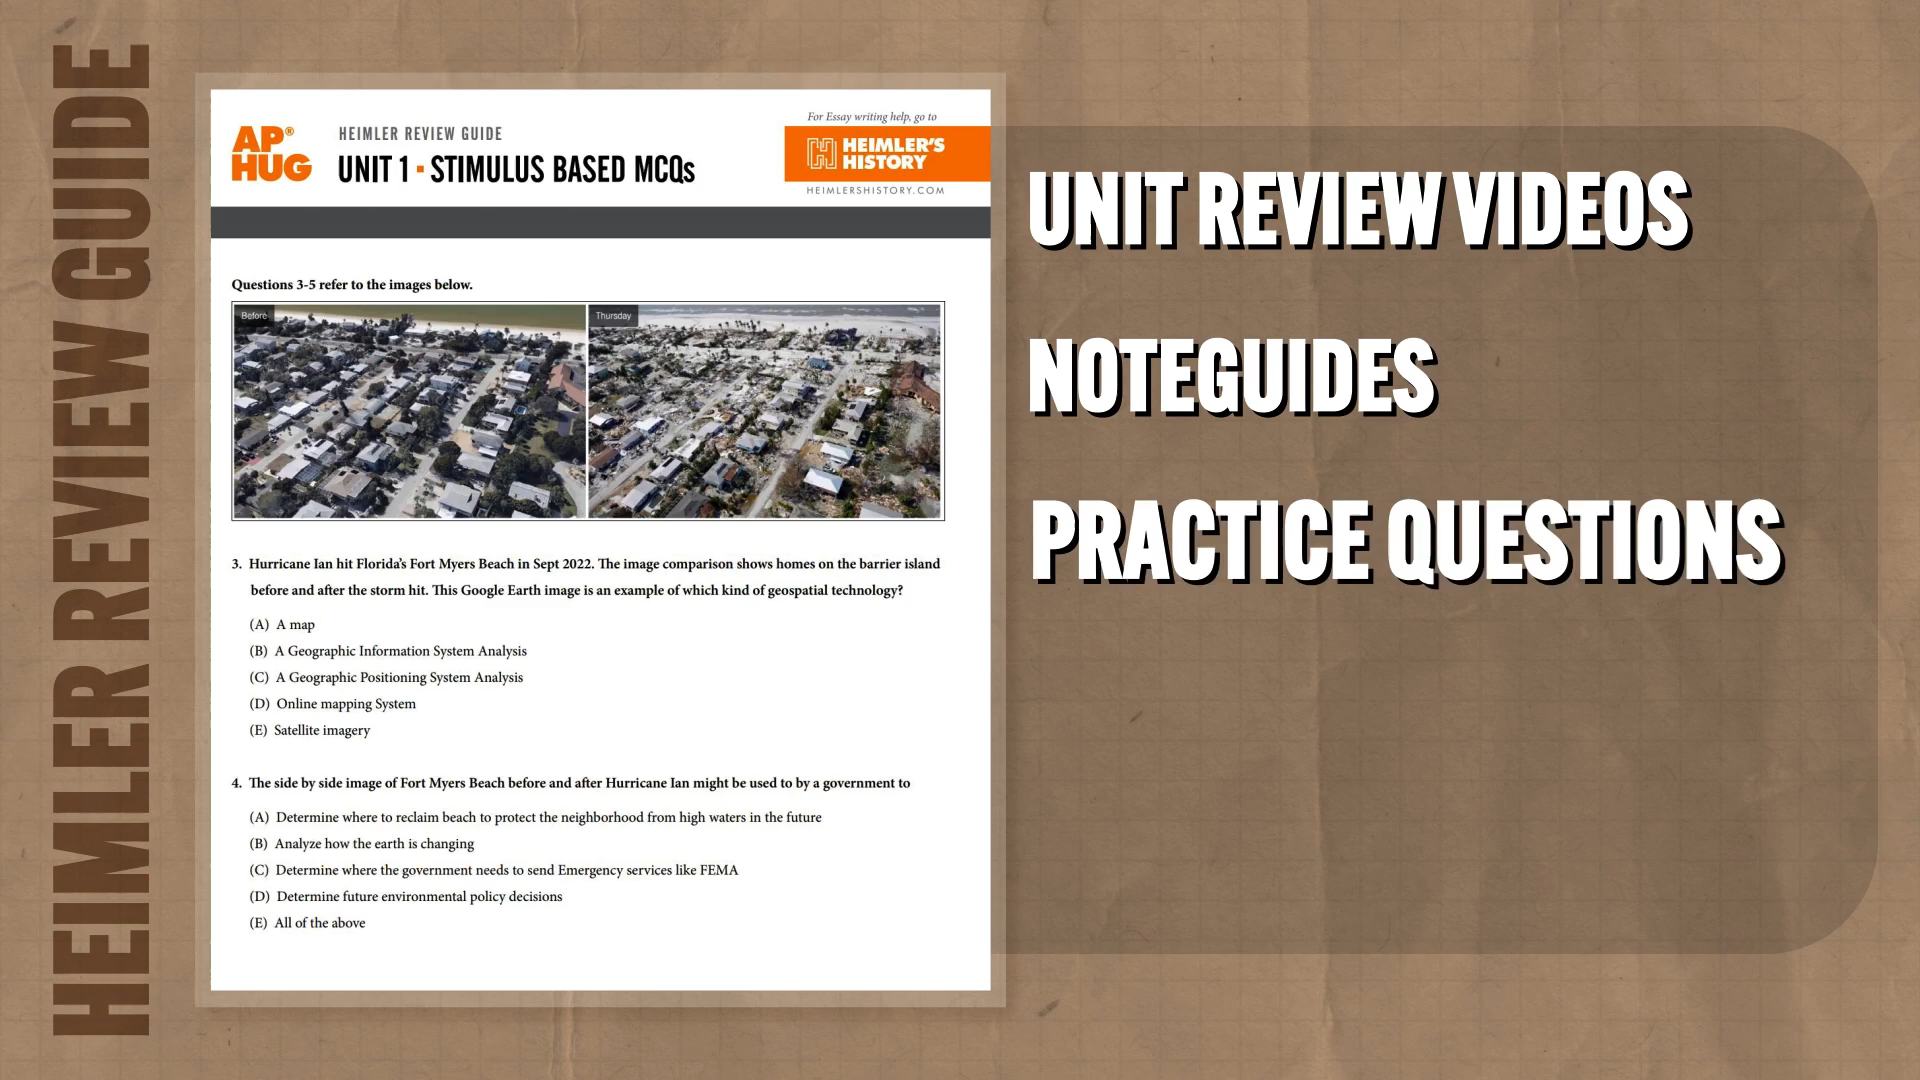 HEIMLER REVIEW GUIDE
AP® HUG
HEIMLER REVIEW GUIDE
UNIT 1 · STIMULUS BASED MCQs
For Essay writing help, go to
HEIMLER'S
HISTORY
HEIMLERSHISTORY.COM
Questions 3-5 refer to the images below.
Before
Thursday
3. Hurricane Ian hit Florida's Fort Myers Beach in Sept 2022. The image comparison shows homes on the barrier island
before and after the storm hit. This Google Earth image is an example of which kind of geospatial technology?
(A) A map
(B) A Geographic Information System Analysis
(C) A Geographic Positioning System Analysis
(D) Online mapping System
(E) Satellite imagery
4. The side by side image of Fort Myers Beach before and after Hurricane Ian might be used to by a government to
(A) Determine where to reclaim beach to protect the neighborhood from high waters in the future
(B) Analyze how the earth is changing
(C) Determine where the government needs to send Emergency services like FEMA
(D) Determine future environmental policy decisions
(E) All of the above
UNIT REVIEW VIDEOS
NOTEGUIDES
PRACTICE QUESTIONS